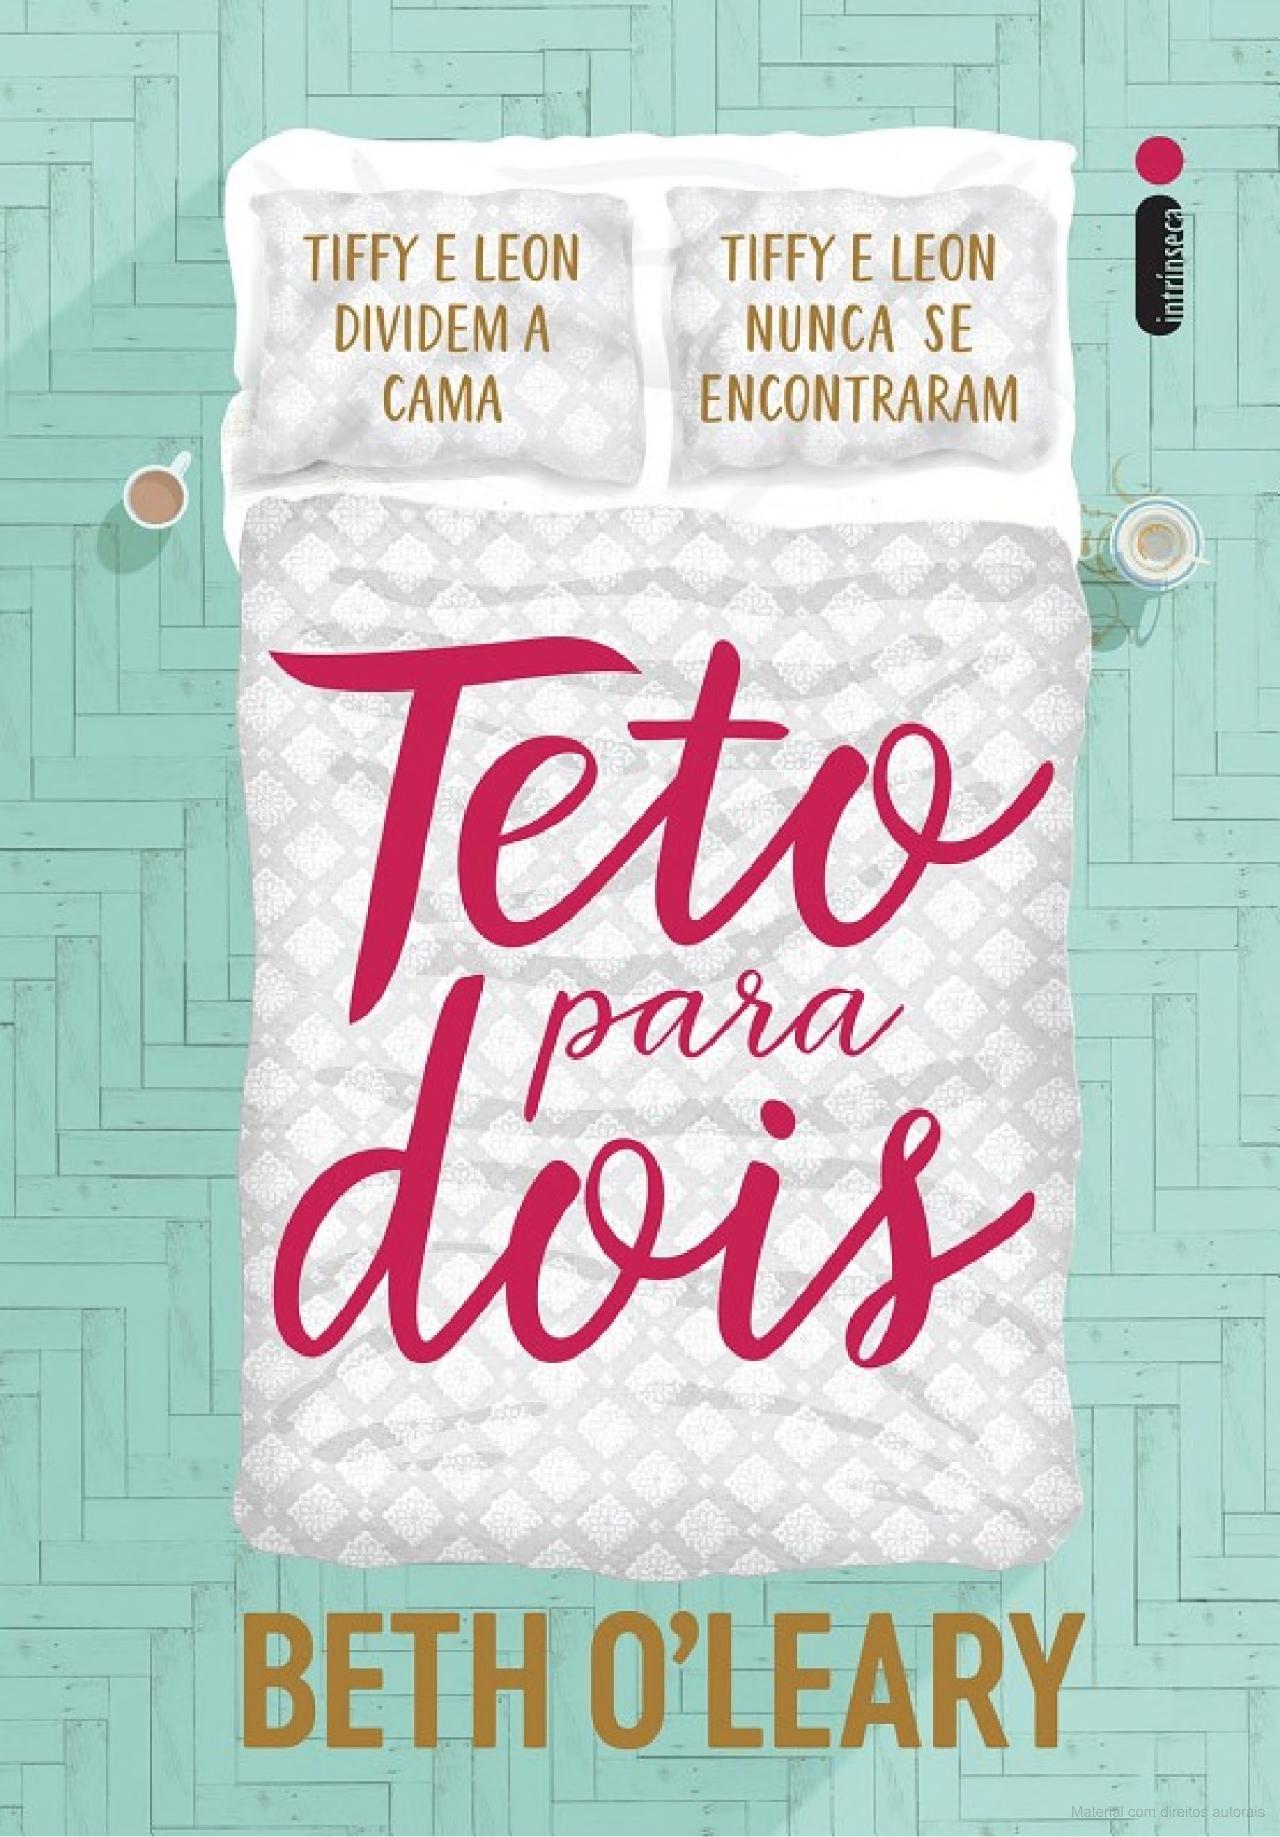 TIFFY E LEON
DIVIDEM A
CAMA
TIFFY E LEON
NUNCA SE
ENCONTRARAM
intrínseca
Teto
para
dois
BETH O'LEARY
Material com direitos autorais